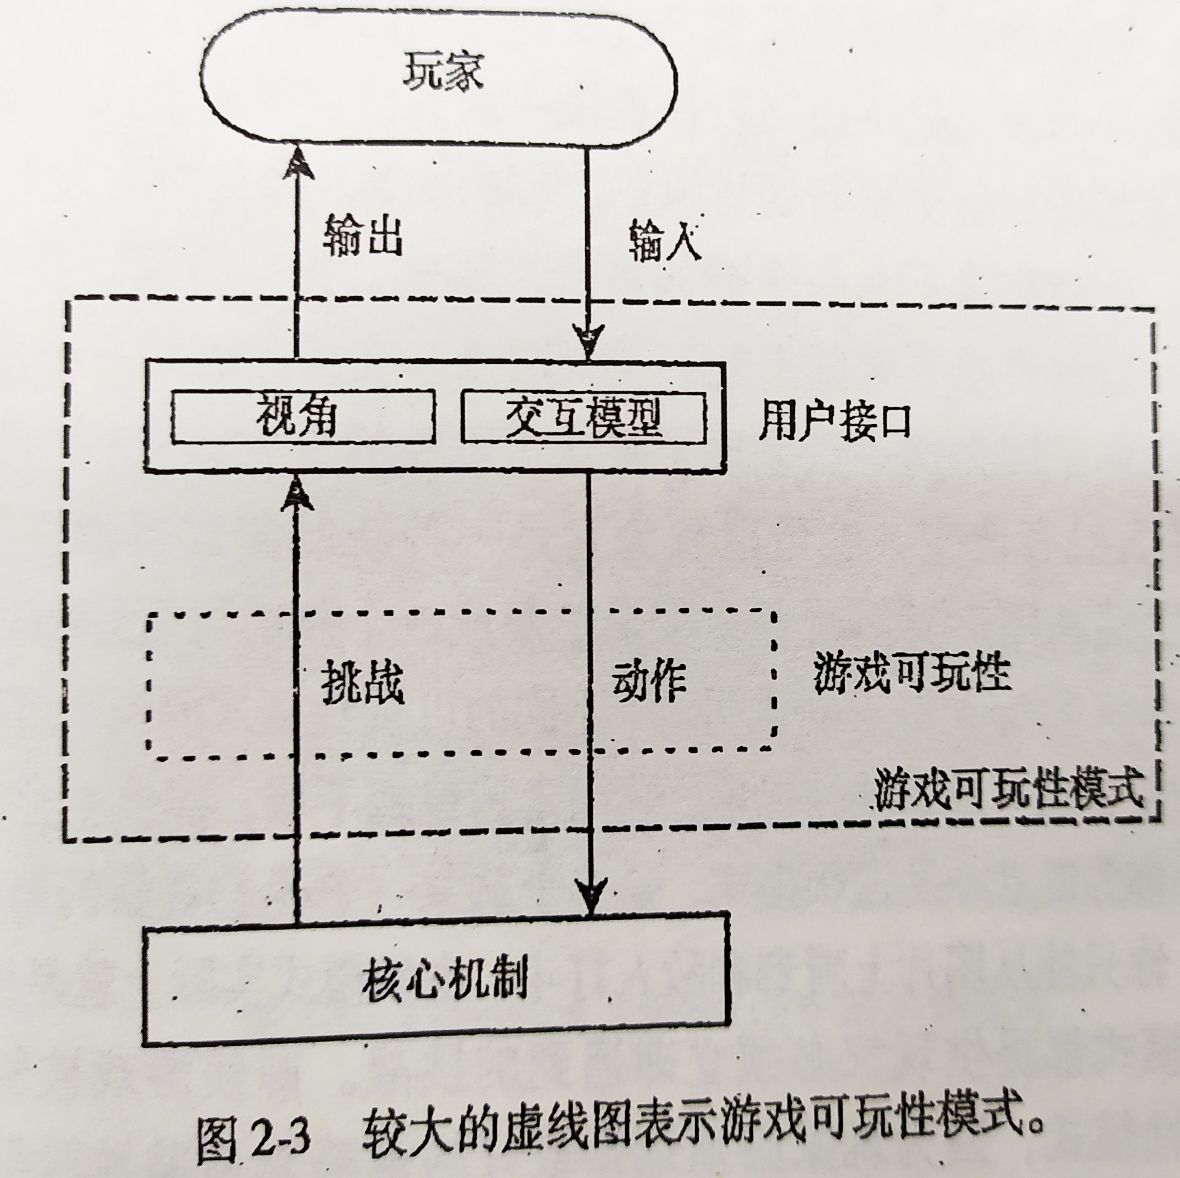 玩家
输出
输入
视角
交互模型
用户接口
挑战
动作
游戏可玩性
游戏可玩性模式
核心机制
图 2-3 较大的虚线图表示游戏可玩性模式。